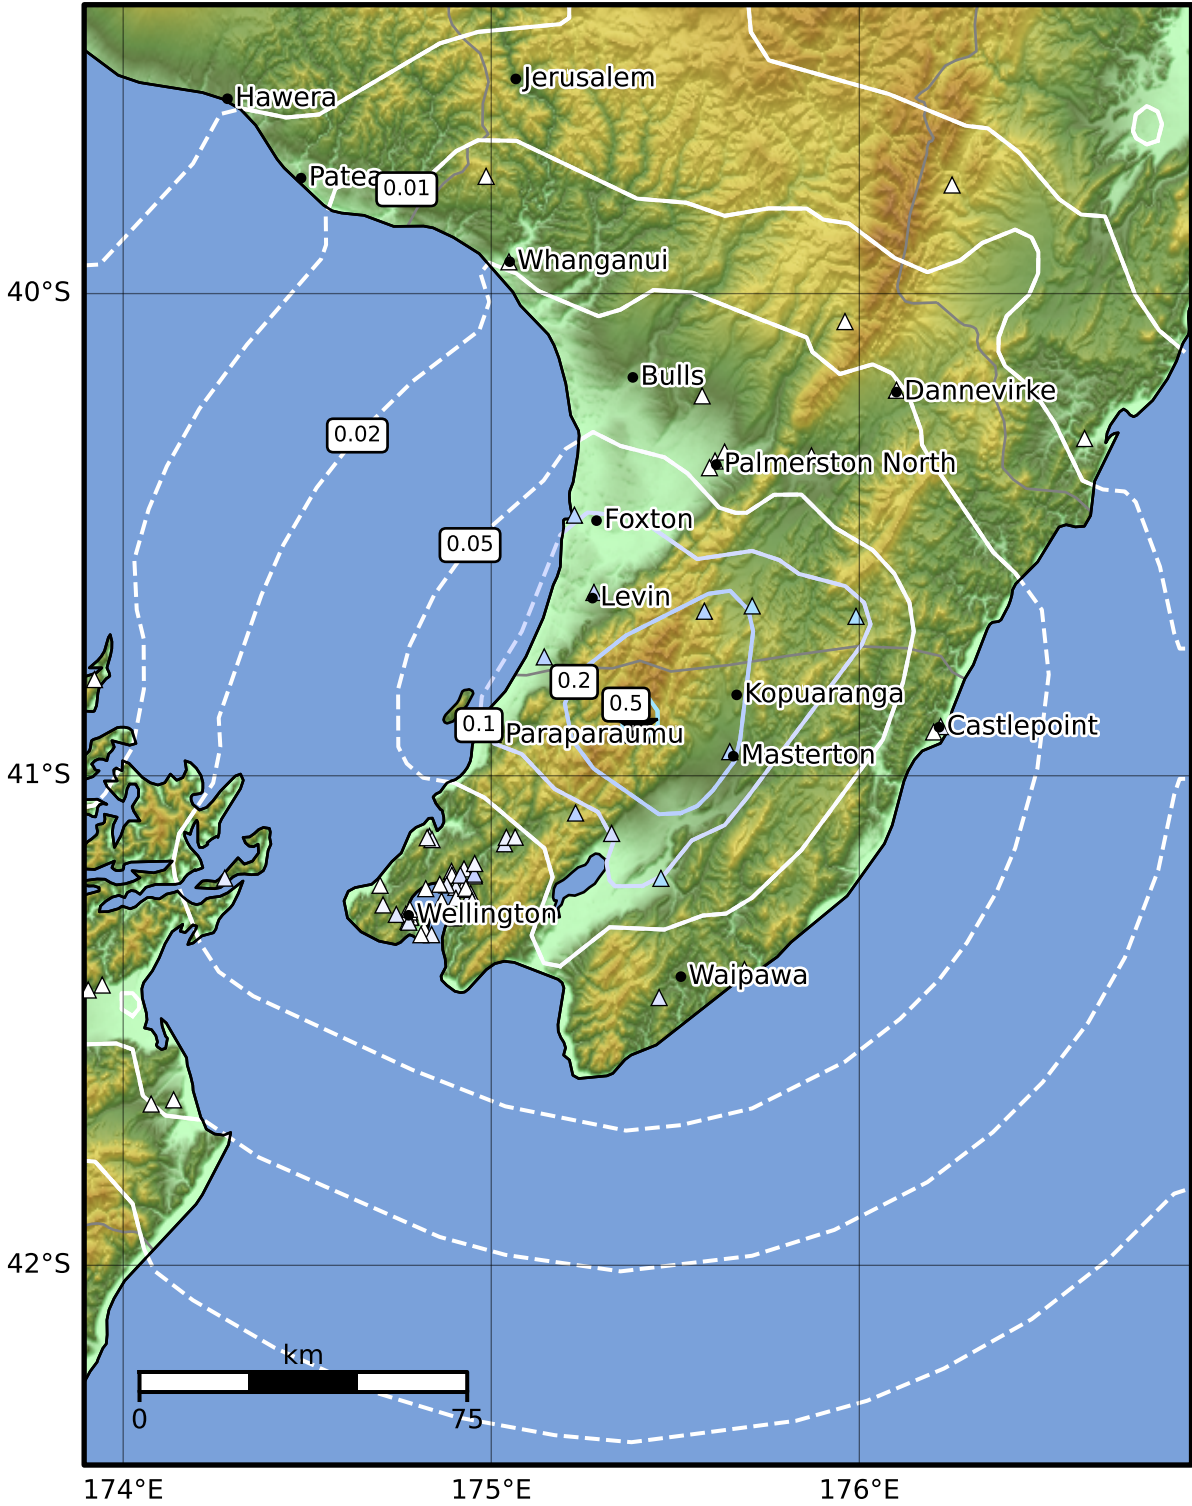 Jerusalem
Hawera
Patea
0.01
Whanganui
40°S
Bulls
Dannevirke
0.02
Palmerston North
Foxton
0.05
Levin
0.2
Kopuaranga
0.5
0.1
Paraparaumu
Castlepoint
Masterton
41°S
Wellington
Waipawa
42°S
km
0
75
174°E
175°E
176°E